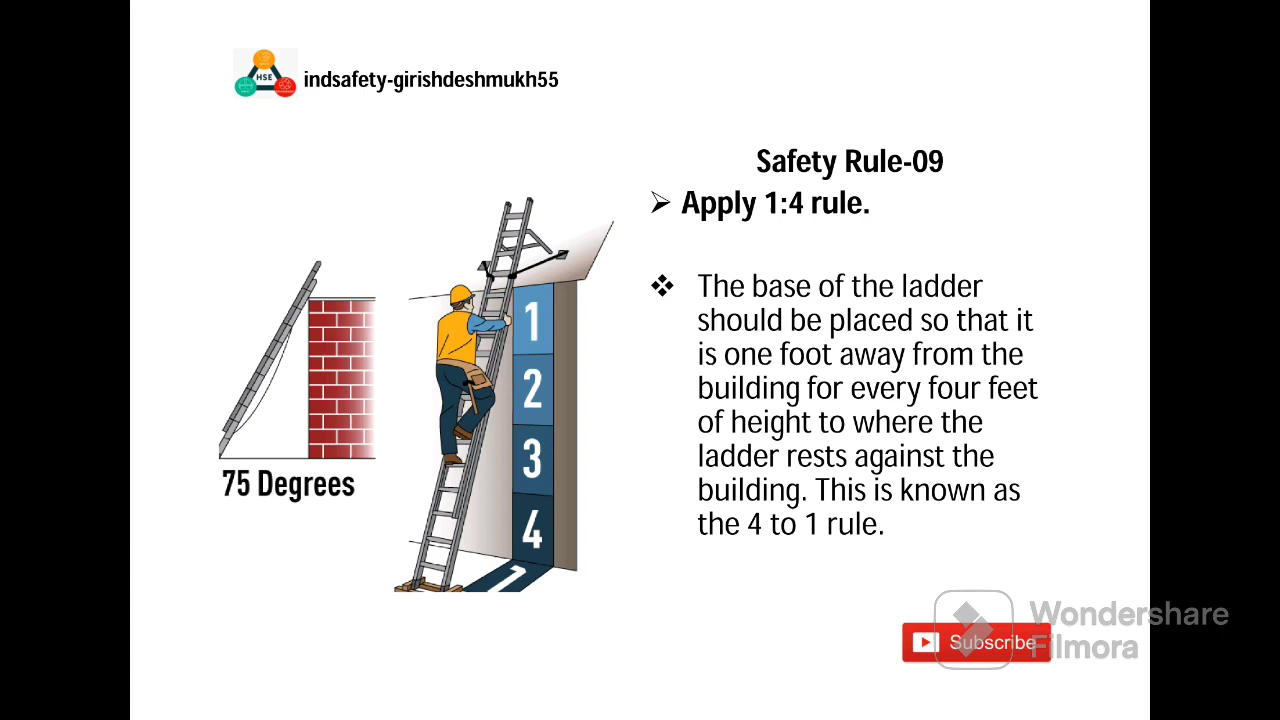 HSE
indsafety-girishdeshmukh55
Safety Rule-09
➢ Apply 1:4 rule.
❖ The base of the ladder
should be placed so that it
is one foot away from the
building for every four feet
of height to where the
ladder rests against the
building. This is known as
the 4 to 1 rule.
75 Degrees
1
2
3
4
1
Subscribe
Wondershare
Filmora